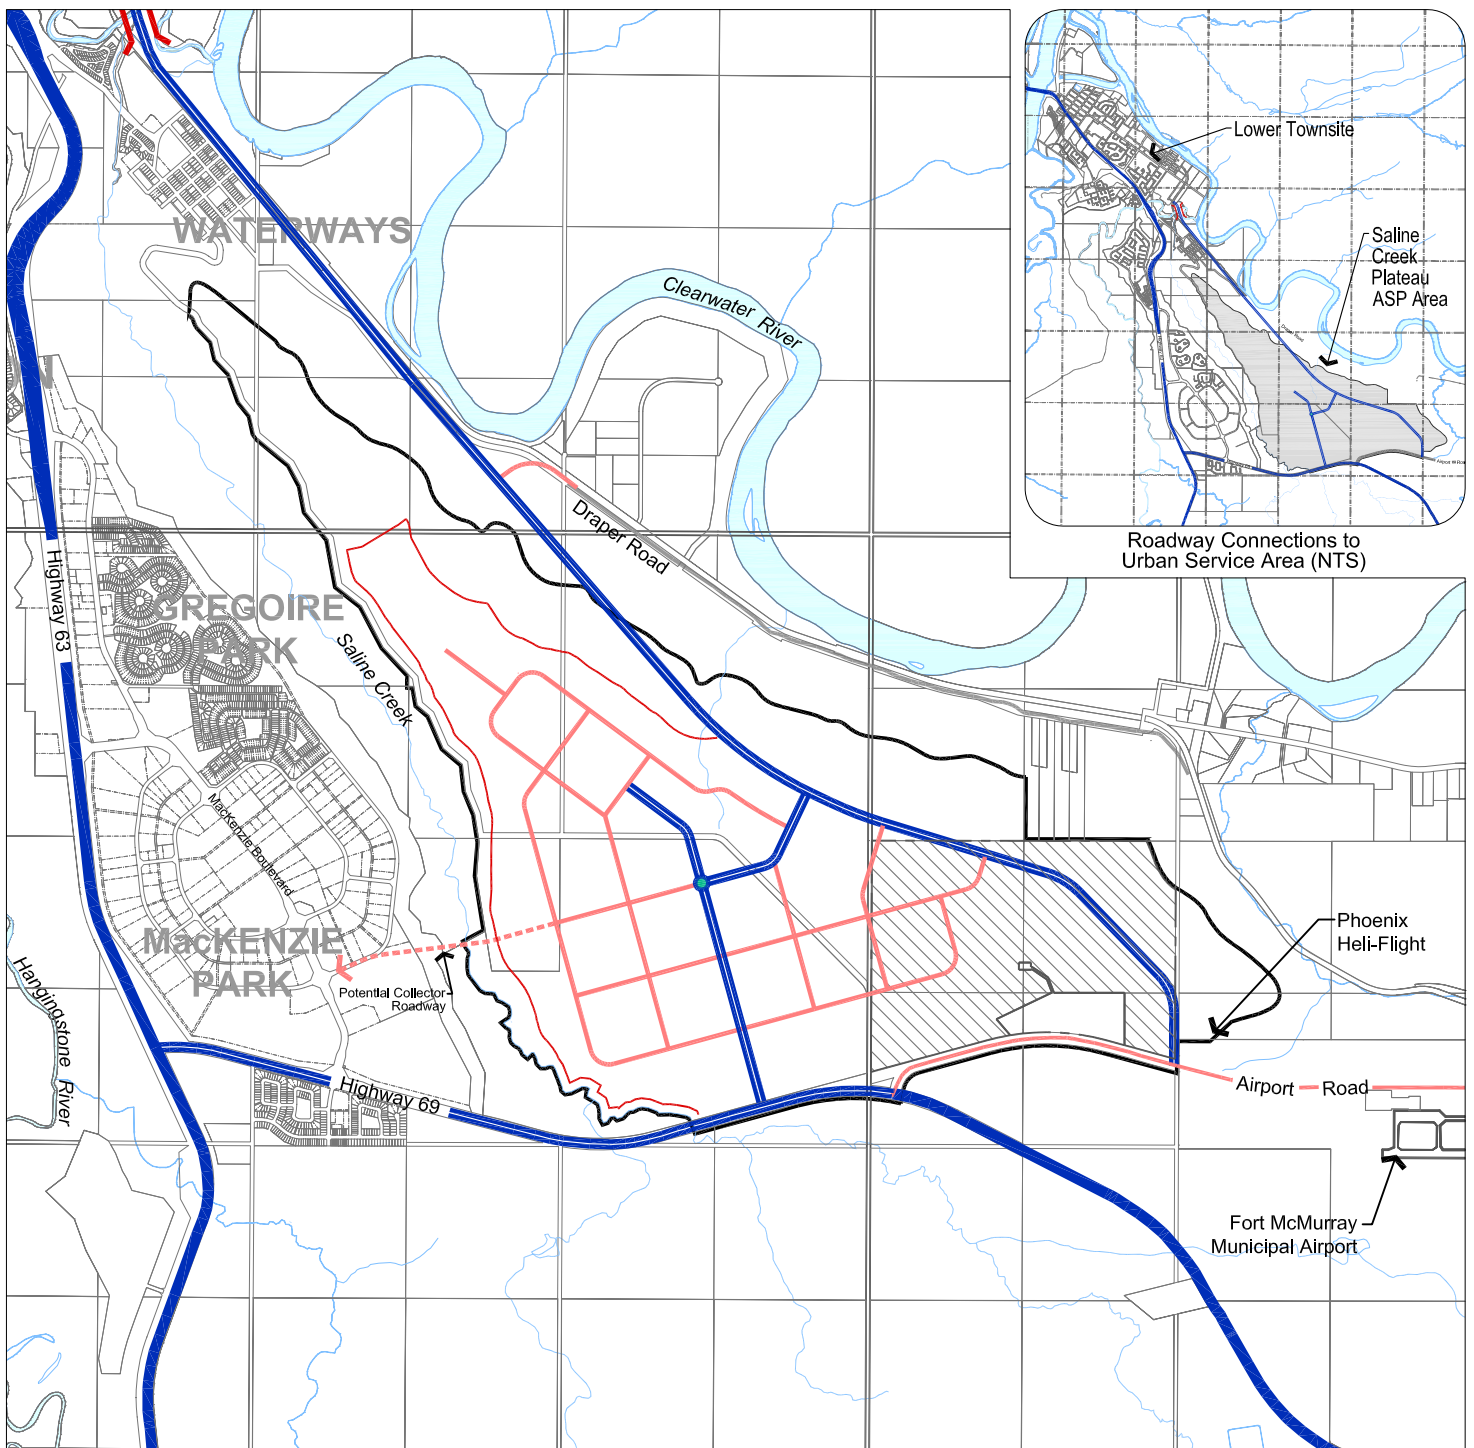 Lower Townsite
Saline
Creek
Plateau
ASP Area
Roadway Connections to
Urban Service Area (NTS)
WATERWAYS
Clearwater River
Draper Road
Highway 63
GREGOIRE
PARK
Saline Creek
MacKenzie Boulevard
MacKENZIE
PARK
Potential Collector
Roadway
Hangingstone River
Highway 69
Phoenix
Heli-Flight
Airport Road
Fort McMurray
Municipal Airport